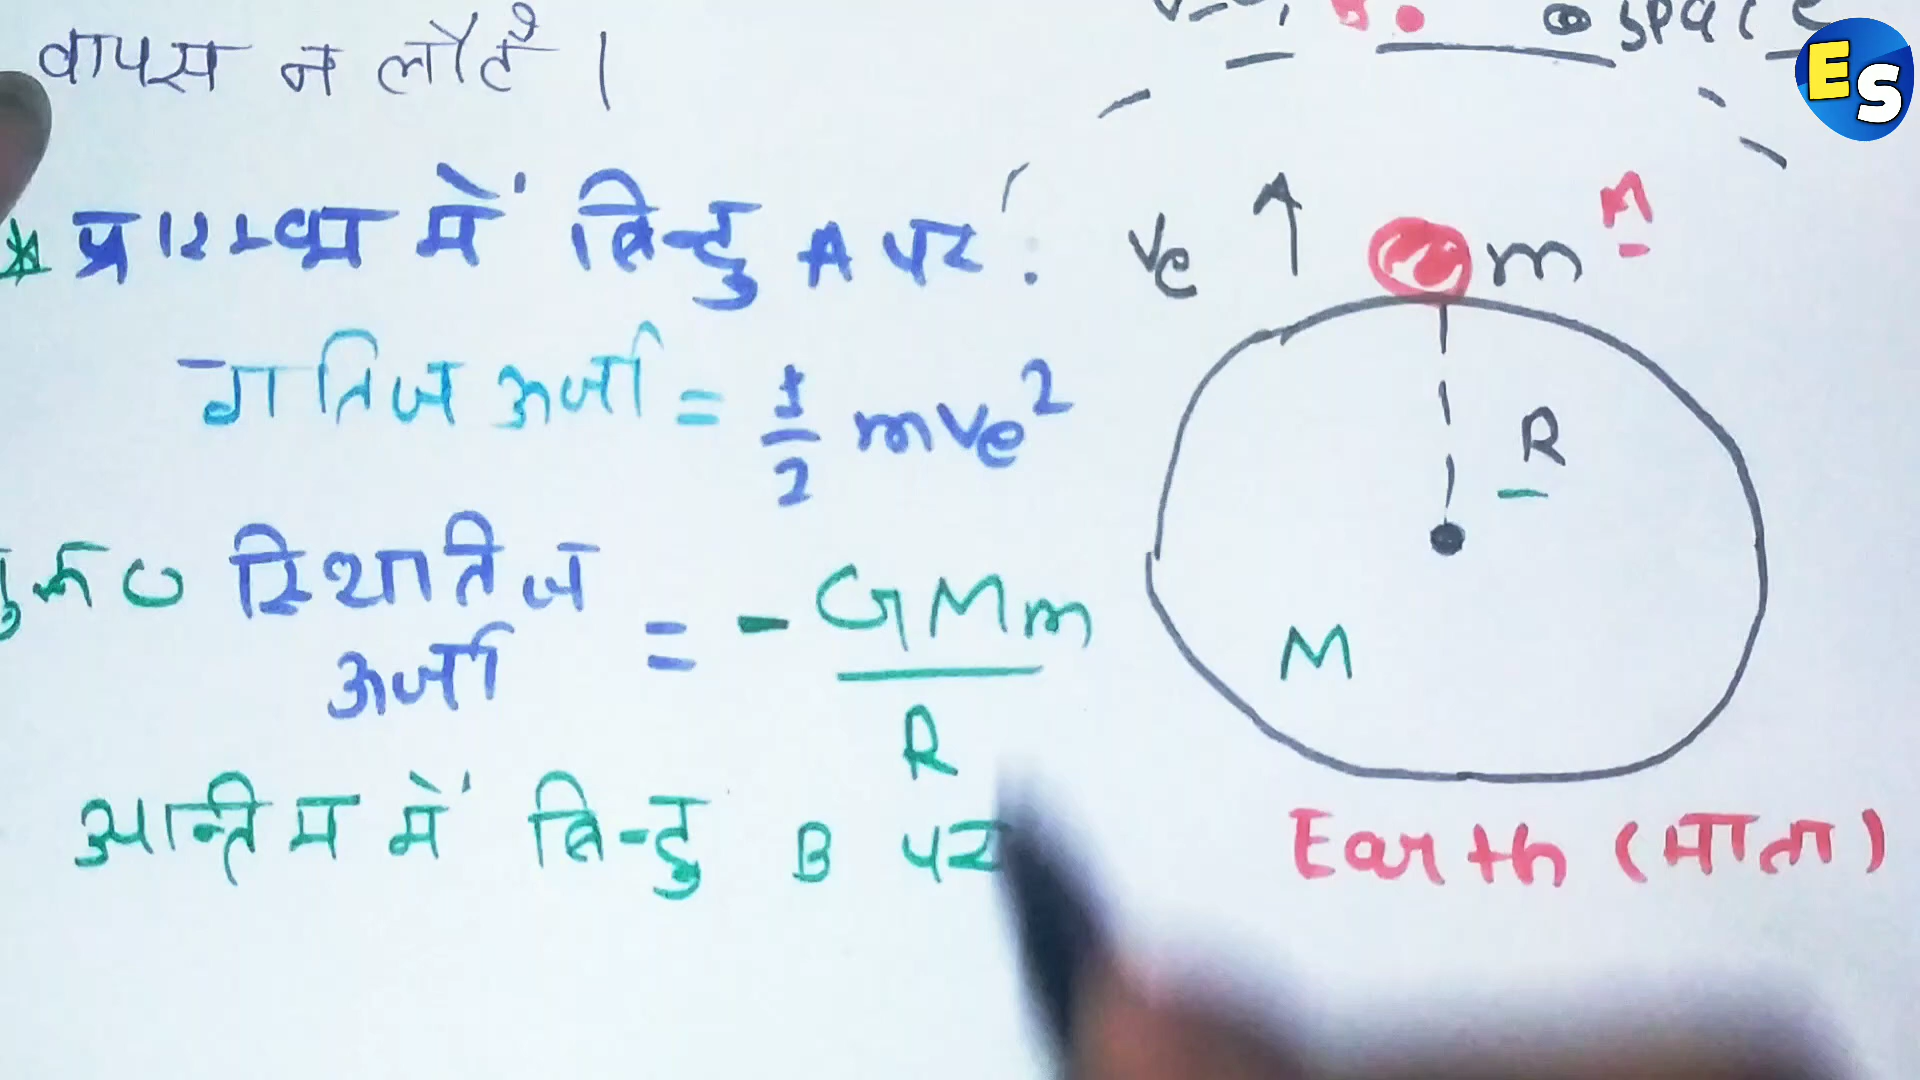 वापस न लौटे ।
space
ES
* प्रारम्भ में बिन्दु A पर :
गतिज ऊर्जा = 1/2 mve²
स्थितिज ऊर्जा = - GMm / R
अन्तिम में बिन्दु B पर
ve m A
R
M
Earth (माता)